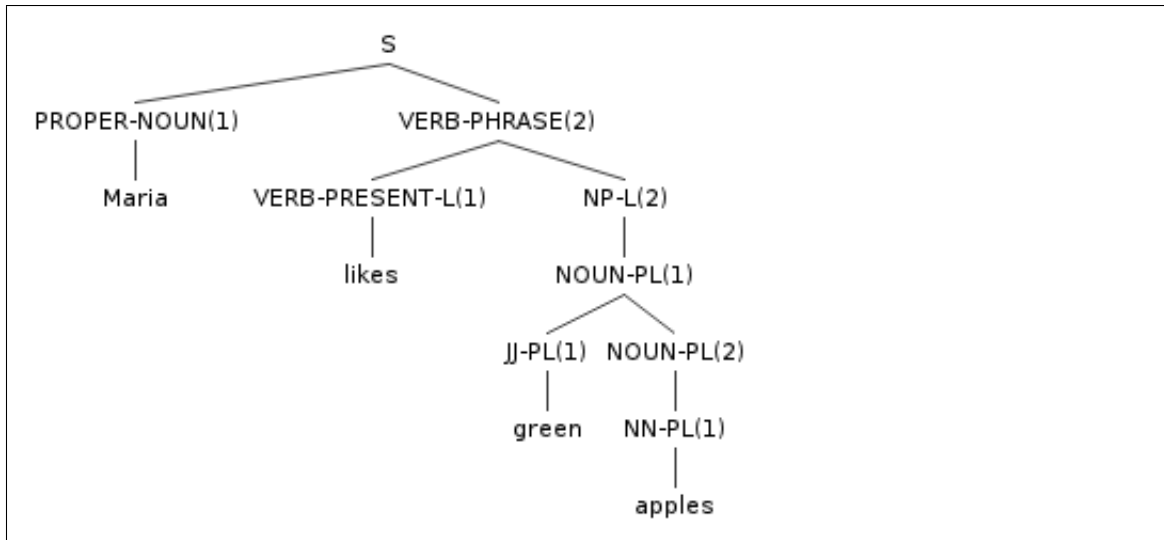 S
PROPER-NOUN(1) VERB-PHRASE(2)
Maria VERB-PRESENT-L(1) NP-L(2)
likes NOUN-PL(1)
JJ-PL(1) NOUN-PL(2)
green NN-PL(1)
apples